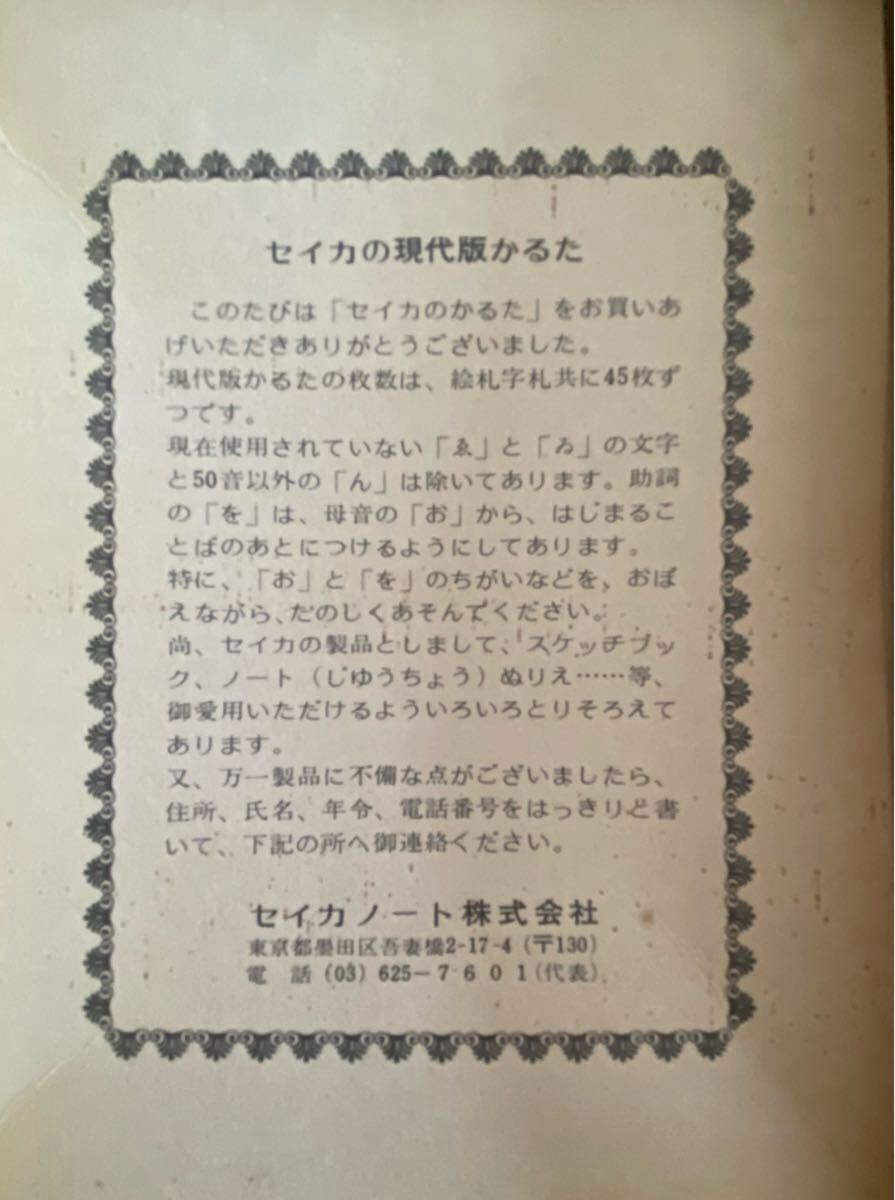 セイカの現代版かるた
このたびは「セイカのかるた」をお買いあ
げいただきありがとうございました。
現代版かるたの枚数は、絵札字札共に45枚ず
つです。
現在使用されていない「ゑ」と「ゐ」の文字
と50音以外の「ん」は除いてあります。助詞
の「を」は、母音の「お」から、はじまるこ
とばのあとにつけるようにしてあります。
特に、「お」と「を」のちがいなどを、おぼ
えながら、たのしくあそんでください。
尚、セイカの製品としまして、スケッチブッ
ク、ノート（じゆうちょう）ぬりえ……等、
御愛用いただけるよういろいろとりそろえて
あります。
又、万一製品に不備な点がございましたら、
住所、氏名、年令、電話番号をはっきりと書
いて、下記の所へ御連絡ください。
セイカノート株式会社
東京都墨田区吾妻橋2-17-4（〒130）
電　話（03）625－7６０１（代表）